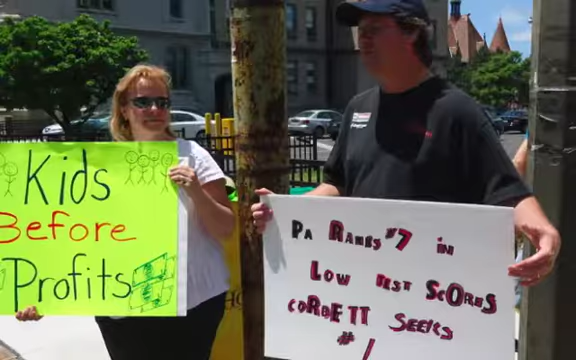 Kids
Before
Profits
PA RANKS #7 in
Low TEST SCORES
CORBETT SEEKS
#1